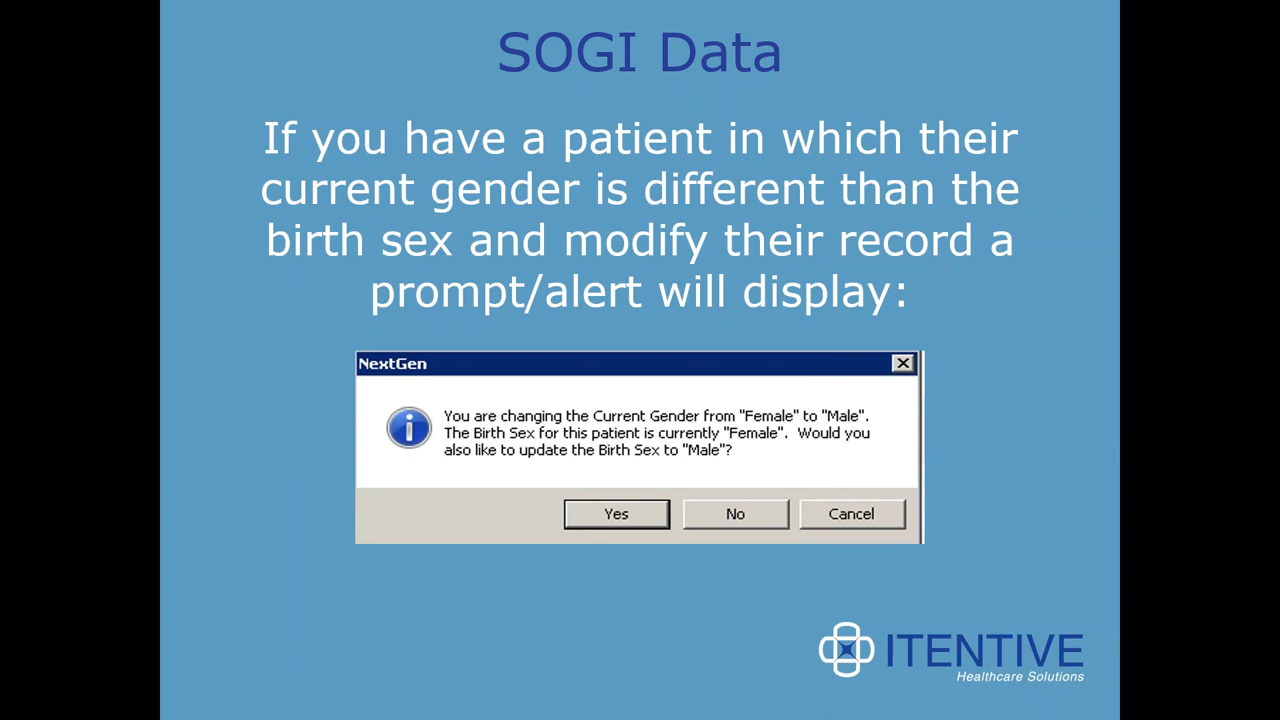 SOGI Data
If you have a patient in which their
current gender is different than the
birth sex and modify their record a
prompt/alert will display:
NextGen
You are changing the Current Gender from "Female" to "Male".
The Birth Sex for this patient is currently "Female". Would you
also like to update the Birth Sex to "Male"?
Yes No Cancel
ITENTIVE
Healthcare Solutions